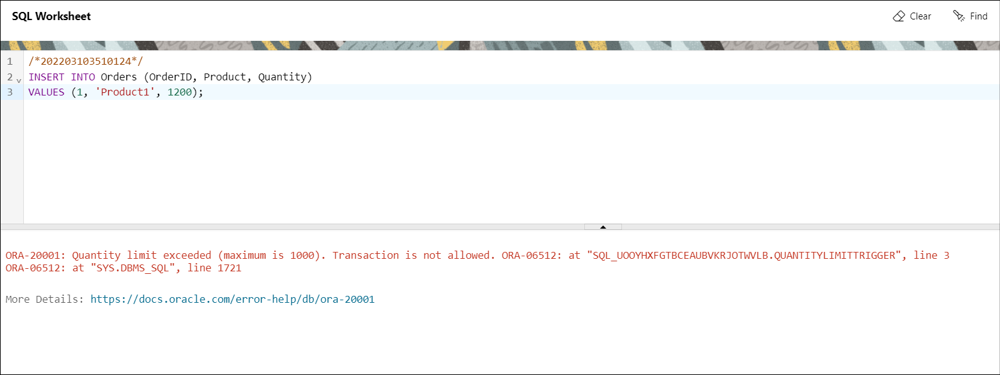 SQL Worksheet
Clear
Find
1 /*202203103510124*/
2 INSERT INTO Orders (OrderID, Product, Quantity)
3 VALUES (1, 'Product1', 1200);
ORA-20001: Quantity limit exceeded (maximum is 1000). Transaction is not allowed. ORA-06512: at "SQL_UOOYHXFGTBCEAUBVKRJOTWVLB.QUANTITYLIMITTRIGGER", line 3
ORA-06512: at "SYS.DBMS_SQL", line 1721
More Details: https://docs.oracle.com/error-help/db/ora-20001